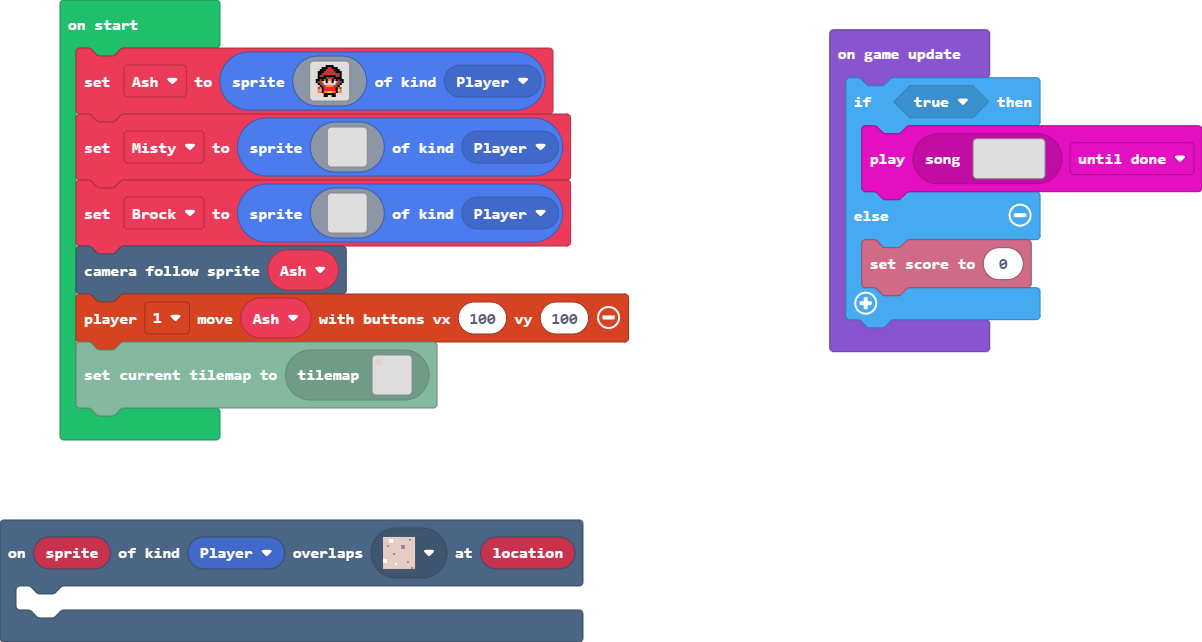 on start
set Ash to sprite of kind Player
set Misty to sprite of kind Player
set Brock to sprite of kind Player
camera follow sprite Ash
player 1 move Ash with buttons vx 100 vy 100
set current tilemap to tilemap
on game update
if true then
play song until done
else
set score to 0
on sprite of kind Player overlaps at location